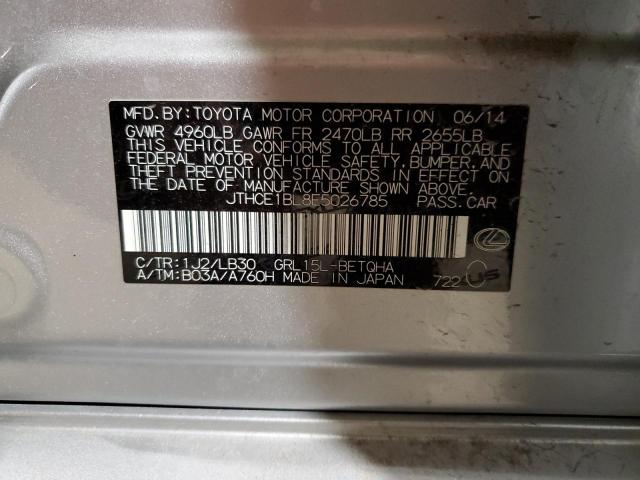 MFD. BY: TOYOTA MOTOR CORPORATION 06/14
GVWR 4960LB GAWR FR 2470LB RR 2655LB
THIS VEHICLE CONFORMS TO ALL APPLICABLE
FEDERAL MOTOR VEHICLE SAFETY, BUMPER, AND
THEFT PREVENTION STANDARDS IN EFFECT ON
THE DATE OF MANUFACTURE SHOWN ABOVE.
JTHCE1BL8E5026785 PASS. CAR
C/TR: 1J2/LB30 GRL15L-BETQHA
A/TM: B03A/A760H MADE IN JAPAN 722
US